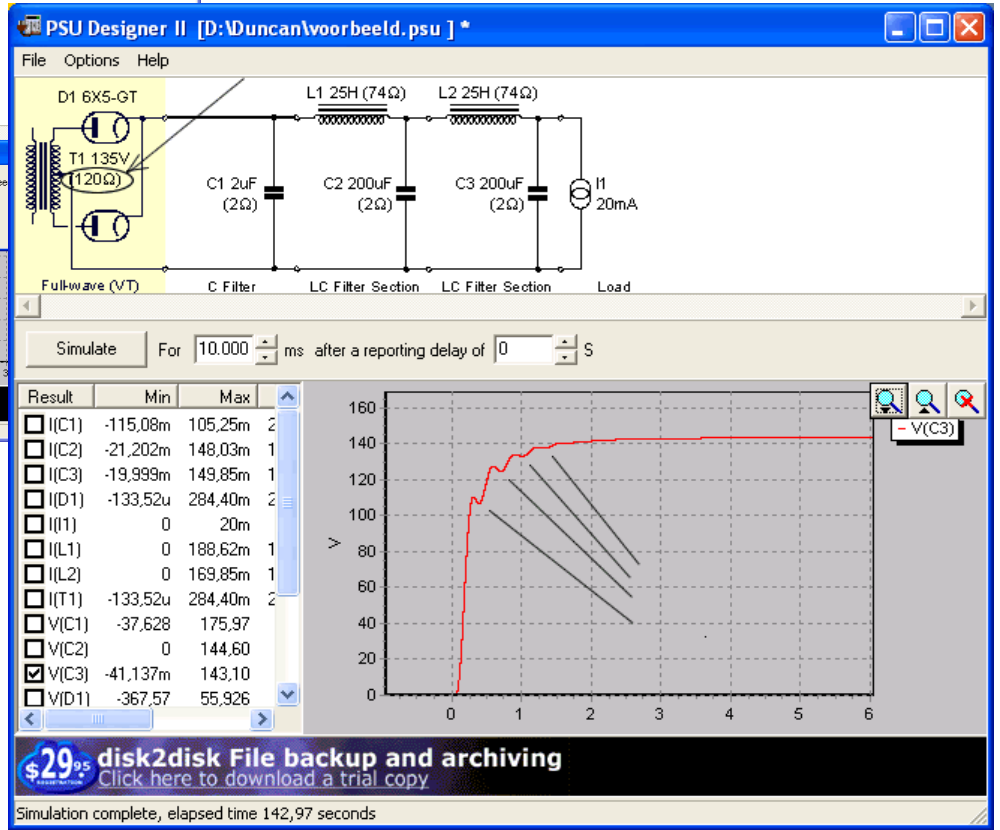 PSU Designer II [D:\Duncan\voorbeeld.psu ] *
File Options Help
D1 6X5-GT
L1 25H (74Ω)
L2 25H (74Ω)
T1 135V
(120Ω)
C1 2uF
(2Ω)
C2 200uF
(2Ω)
C3 200uF
(2Ω)
I1
20mA
Full-wave (VT)
C Filter
LC Filter Section
LC Filter Section
Load
Simulate For 10.000 ms after a reporting delay of 0 S
Result Min Max
I(C1) -115,08m 105,25m 2
I(C2) -21,202m 148,03m 1
I(C3) -19,999m 149,85m 1
I(D1) -133,52u 284,40m 2
I(I1) 0 20m
I(L1) 0 188,62m 1
I(L2) 0 169,85m 1
I(T1) -133,52u 284,40m 2
V(C1) -37,628 175,97
V(C2) 0 144,60
V(C3) -41,137m 143,10
V(D1) -367,57 55,926
V(C3)
160
140
120
100
80
60
40
20
0
V
0 1 2 3 4 5 6
$29.95
disk2disk File backup and archiving
Click here to download a trial copy
Simulation complete, elapsed time 142,97 seconds